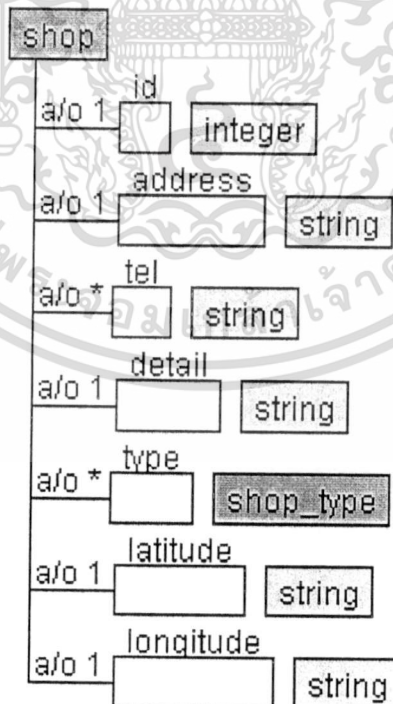 shop
id
a/o 1 integer
address
a/o 1 string
tel
a/o * string
detail
a/o 1 string
type
a/o * shop_type
latitude
a/o 1 string
longitude
a/o 1 string